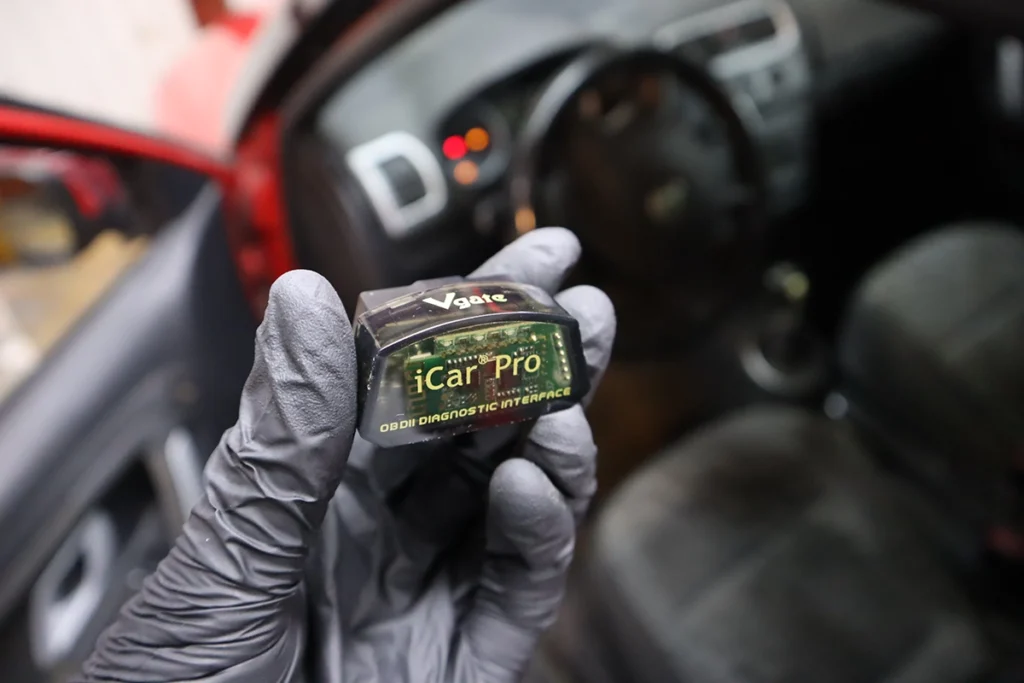 Vgate
iCar® Pro
OBDII DIAGNOSTIC INTERFACE